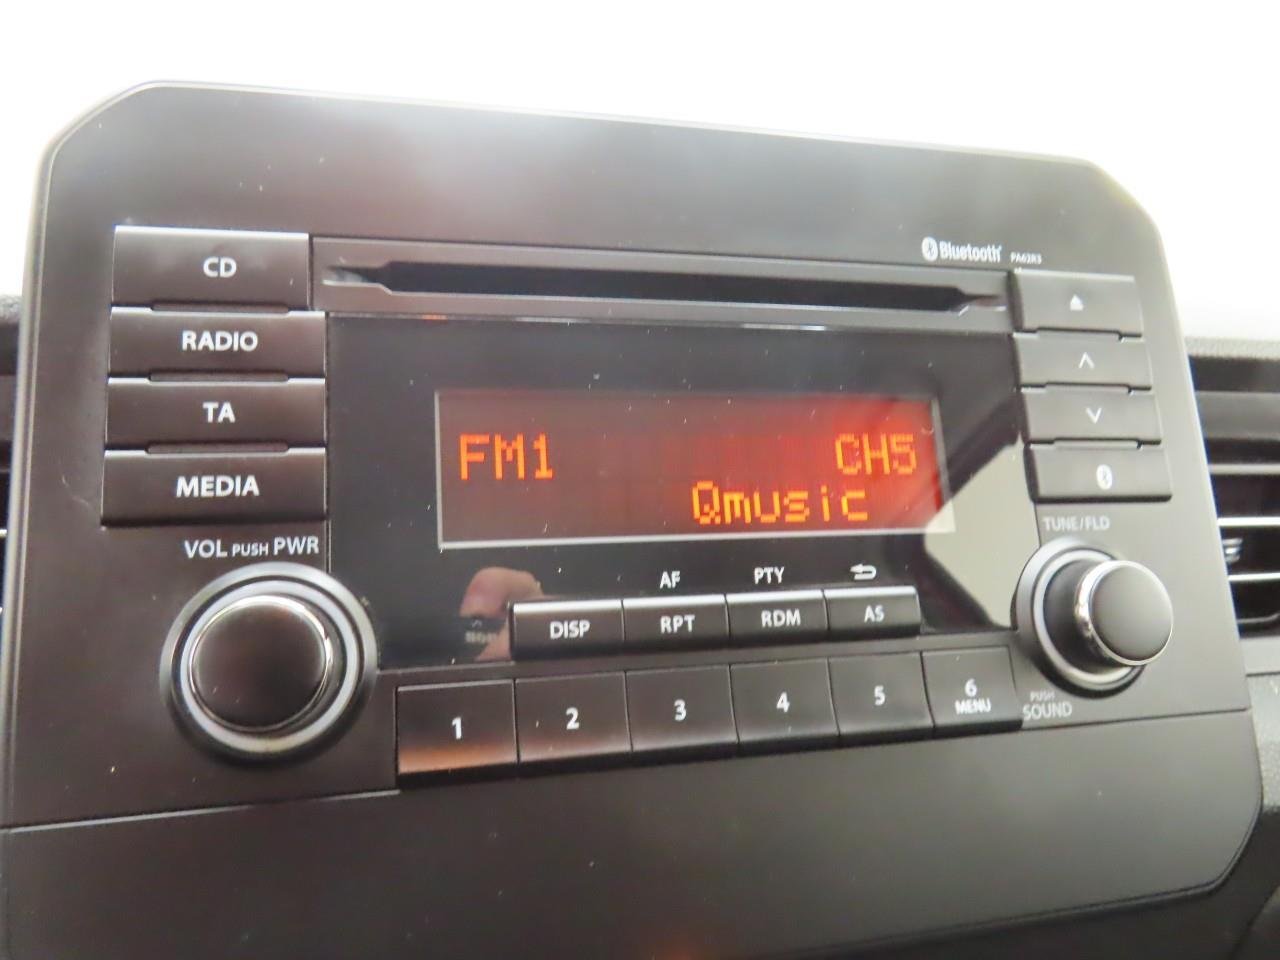 Bluetooth® PA62R3
CD
RADIO
TA
MEDIA
VOL PUSH PWR
FM1 CH5
Qmusic
TUNE/FLD
AF PTY
DISP RPT RDM AS
1 2 3 4 5 6
MENU
PUSH
SOUND